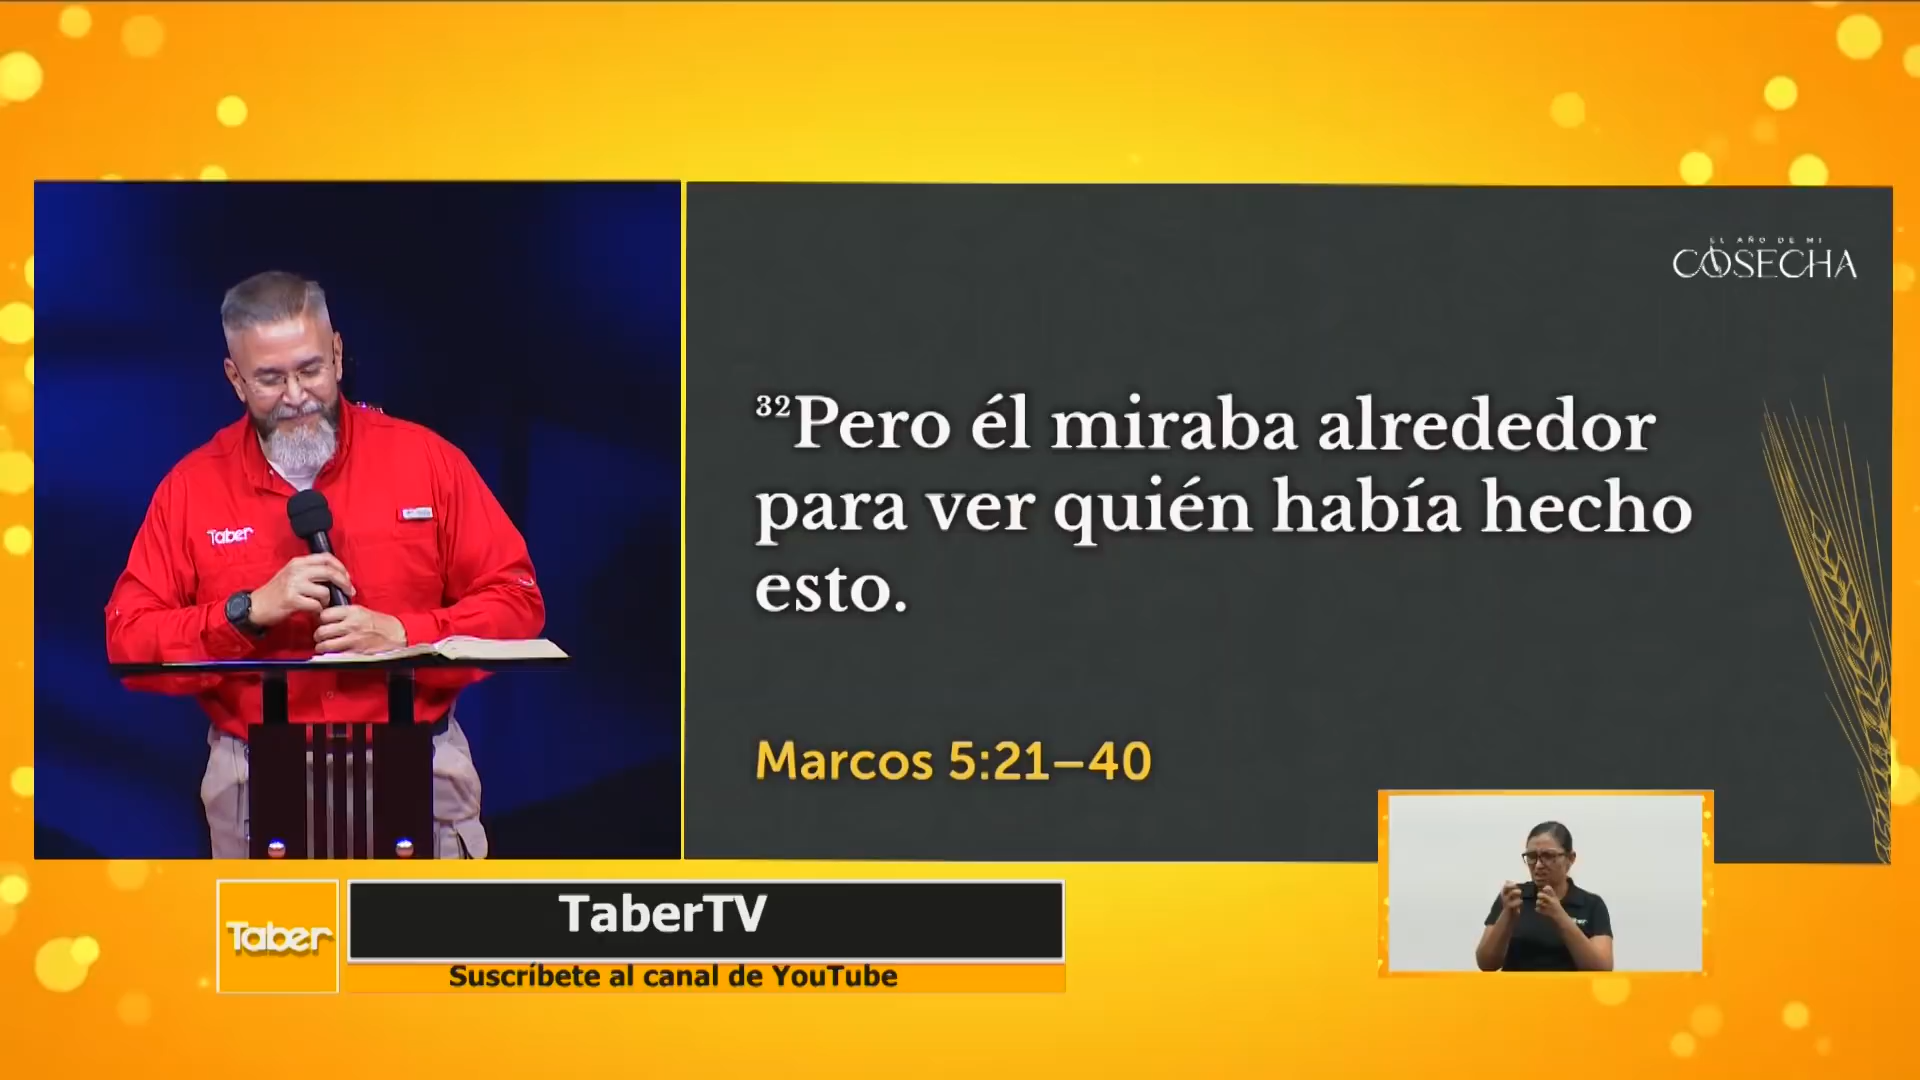 EL AÑO DE MI
COSECHA
³²Pero él miraba alrededor
para ver quién había hecho
esto.
Marcos 5:21–40
Taber
Taber
TaberTV
Suscríbete al canal de YouTube